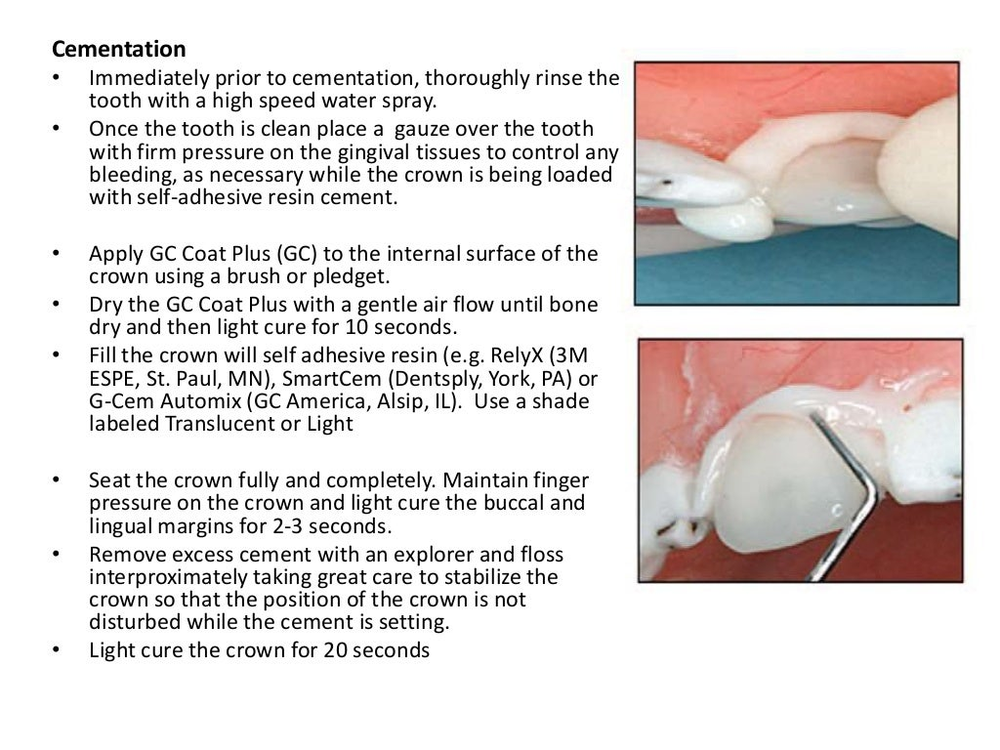 Cementation
• Immediately prior to cementation, thoroughly rinse the
tooth with a high speed water spray.
• Once the tooth is clean place a  gauze over the tooth
with firm pressure on the gingival tissues to control any
bleeding, as necessary while the crown is being loaded
with self-adhesive resin cement.
• Apply GC Coat Plus (GC) to the internal surface of the
crown using a brush or pledget.
• Dry the GC Coat Plus with a gentle air flow until bone
dry and then light cure for 10 seconds.
• Fill the crown will self adhesive resin (e.g. RelyX (3M
ESPE, St. Paul, MN), SmartCem (Dentsply, York, PA) or
G-Cem Automix (GC America, Alsip, IL).  Use a shade
labeled Translucent or Light
• Seat the crown fully and completely. Maintain finger
pressure on the crown and light cure the buccal and
lingual margins for 2-3 seconds.
• Remove excess cement with an explorer and floss
interproximately taking great care to stabilize the
crown so that the position of the crown is not
disturbed while the cement is setting.
• Light cure the crown for 20 seconds